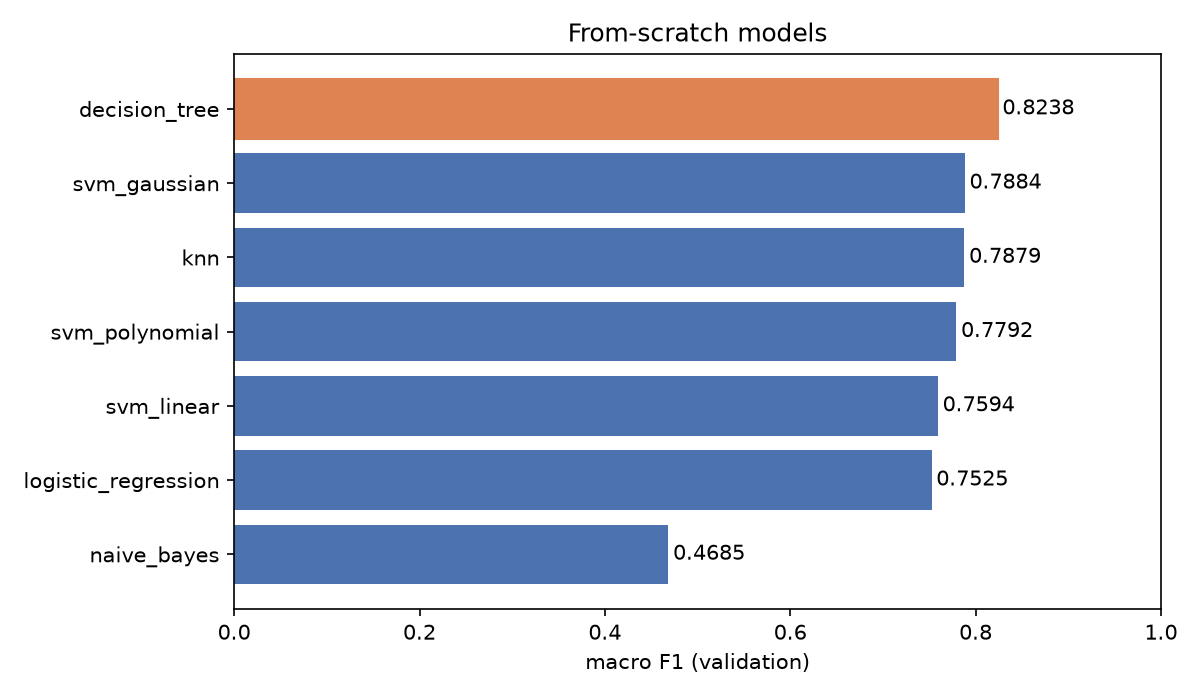 From-scratch models
decision_tree 0.8238
svm_gaussian 0.7884
knn 0.7879
svm_polynomial 0.7792
svm_linear 0.7594
logistic_regression 0.7525
naive_bayes 0.4685
0.0 0.2 0.4 0.6 0.8 1.0
macro F1 (validation)